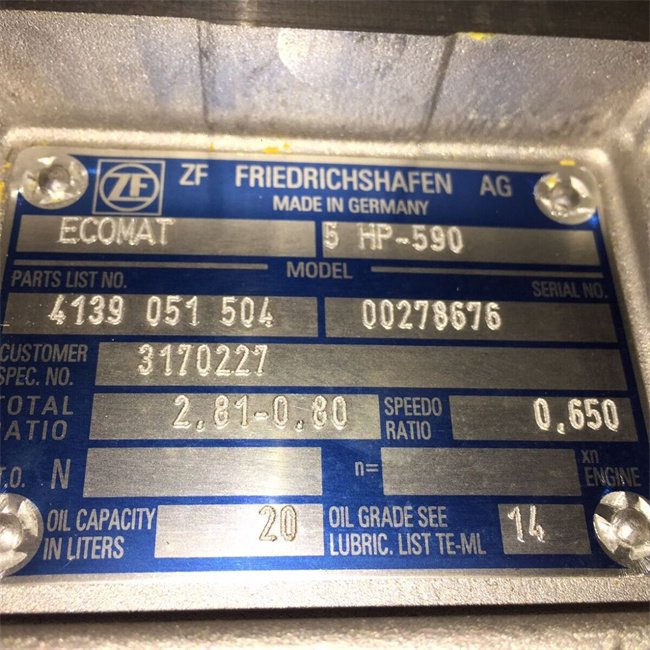 ZF ZF FRIEDRICHSHAFEN AG
MADE IN GERMANY
ECOMAT 5 HP-590
MODEL
PARTS LIST NO. SERIAL NO.
4139 051 504 00278676
CUSTOMER
SPEC. NO. 3170227
TOTAL
RATIO 2,81-0,80 SPEEDO
RATIO 0,650
T.O. N n= xn
ENGINE
OIL CAPACITY
IN LITERS 20 OIL GRADE SEE
LUBRIC. LIST TE-ML 14